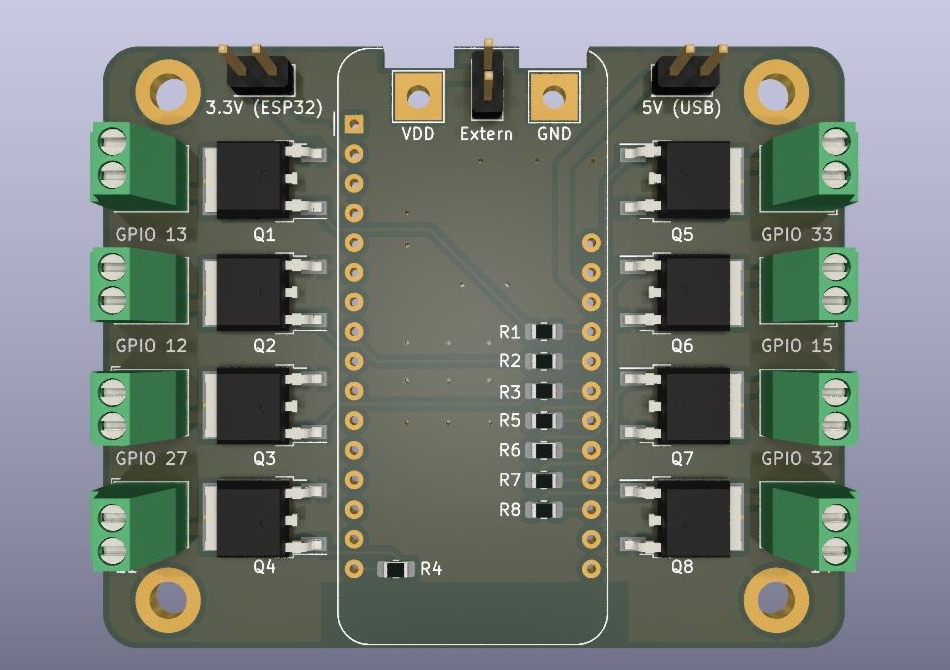 3.3V (ESP32)
VDD
Extern
GND
5V (USB)
GPIO 13
Q1
Q5
GPIO 33
GPIO 12
Q2
Q6
GPIO 15
R1
R2
R3
R5
R6
R7
R8
GPIO 27
Q3
Q7
GPIO 32
Q4
R4
Q8